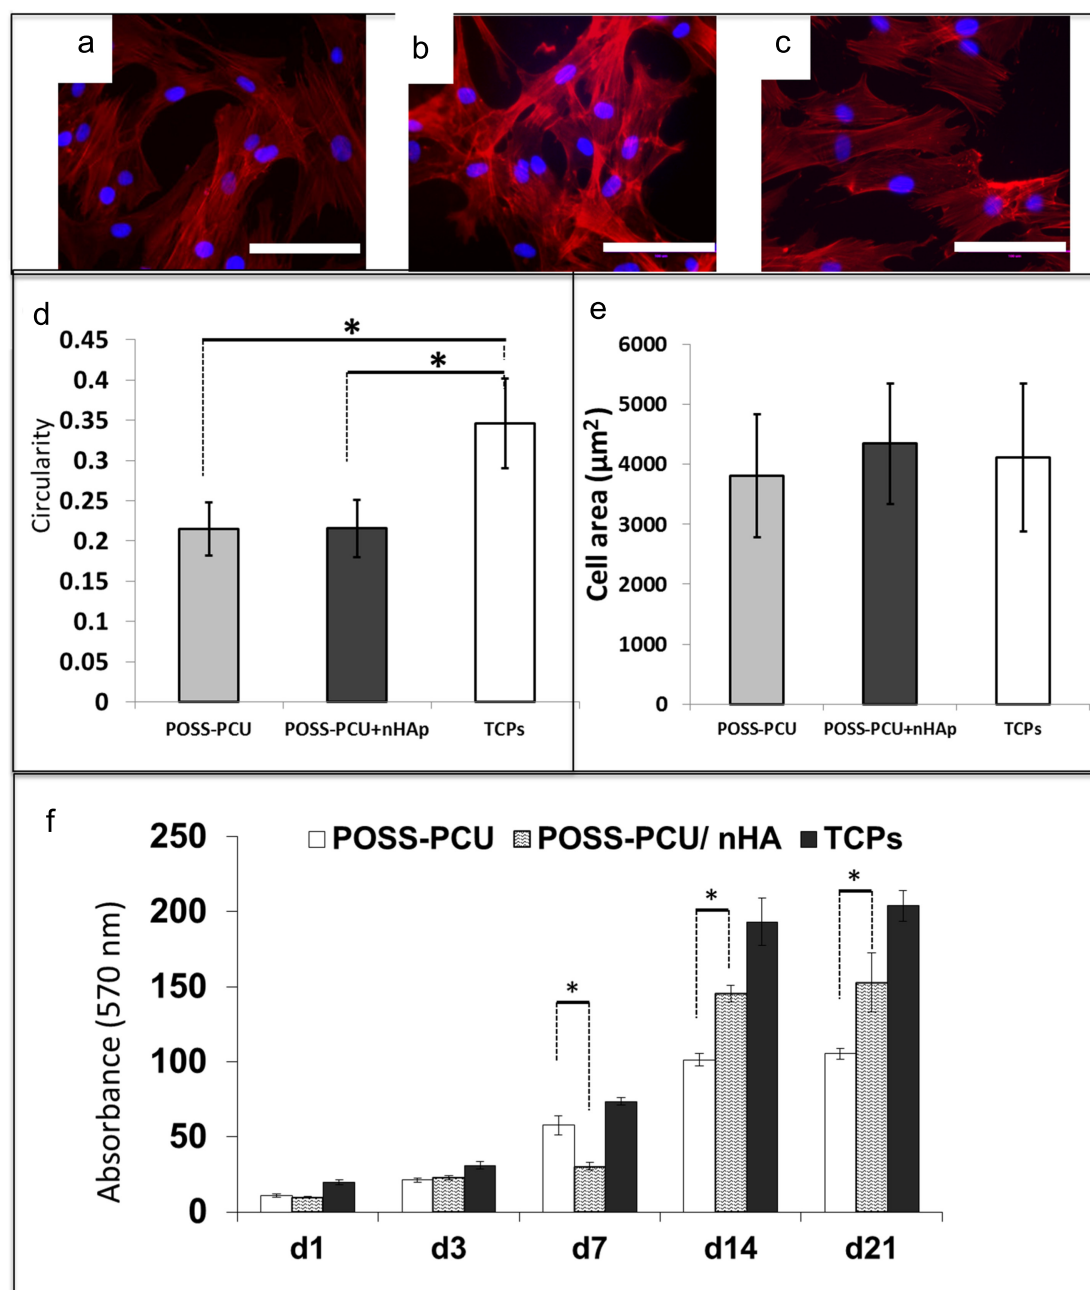 a
b
c
d
0.45
0.4
0.35
0.3
0.25
0.2
0.15
0.1
0.05
0
Circularity
*
*
POSS-PCU
POSS-PCU+nHAp
TCPs
e
6000
5000
4000
3000
2000
1000
0
Cell area (µm²)
POSS-PCU
POSS-PCU+nHAp
TCPs
f
250
200
150
100
50
0
Absorbance (570 nm)
POSS-PCU POSS-PCU/ nHA TCPs
*
*
*
d1 d3 d7 d14 d21